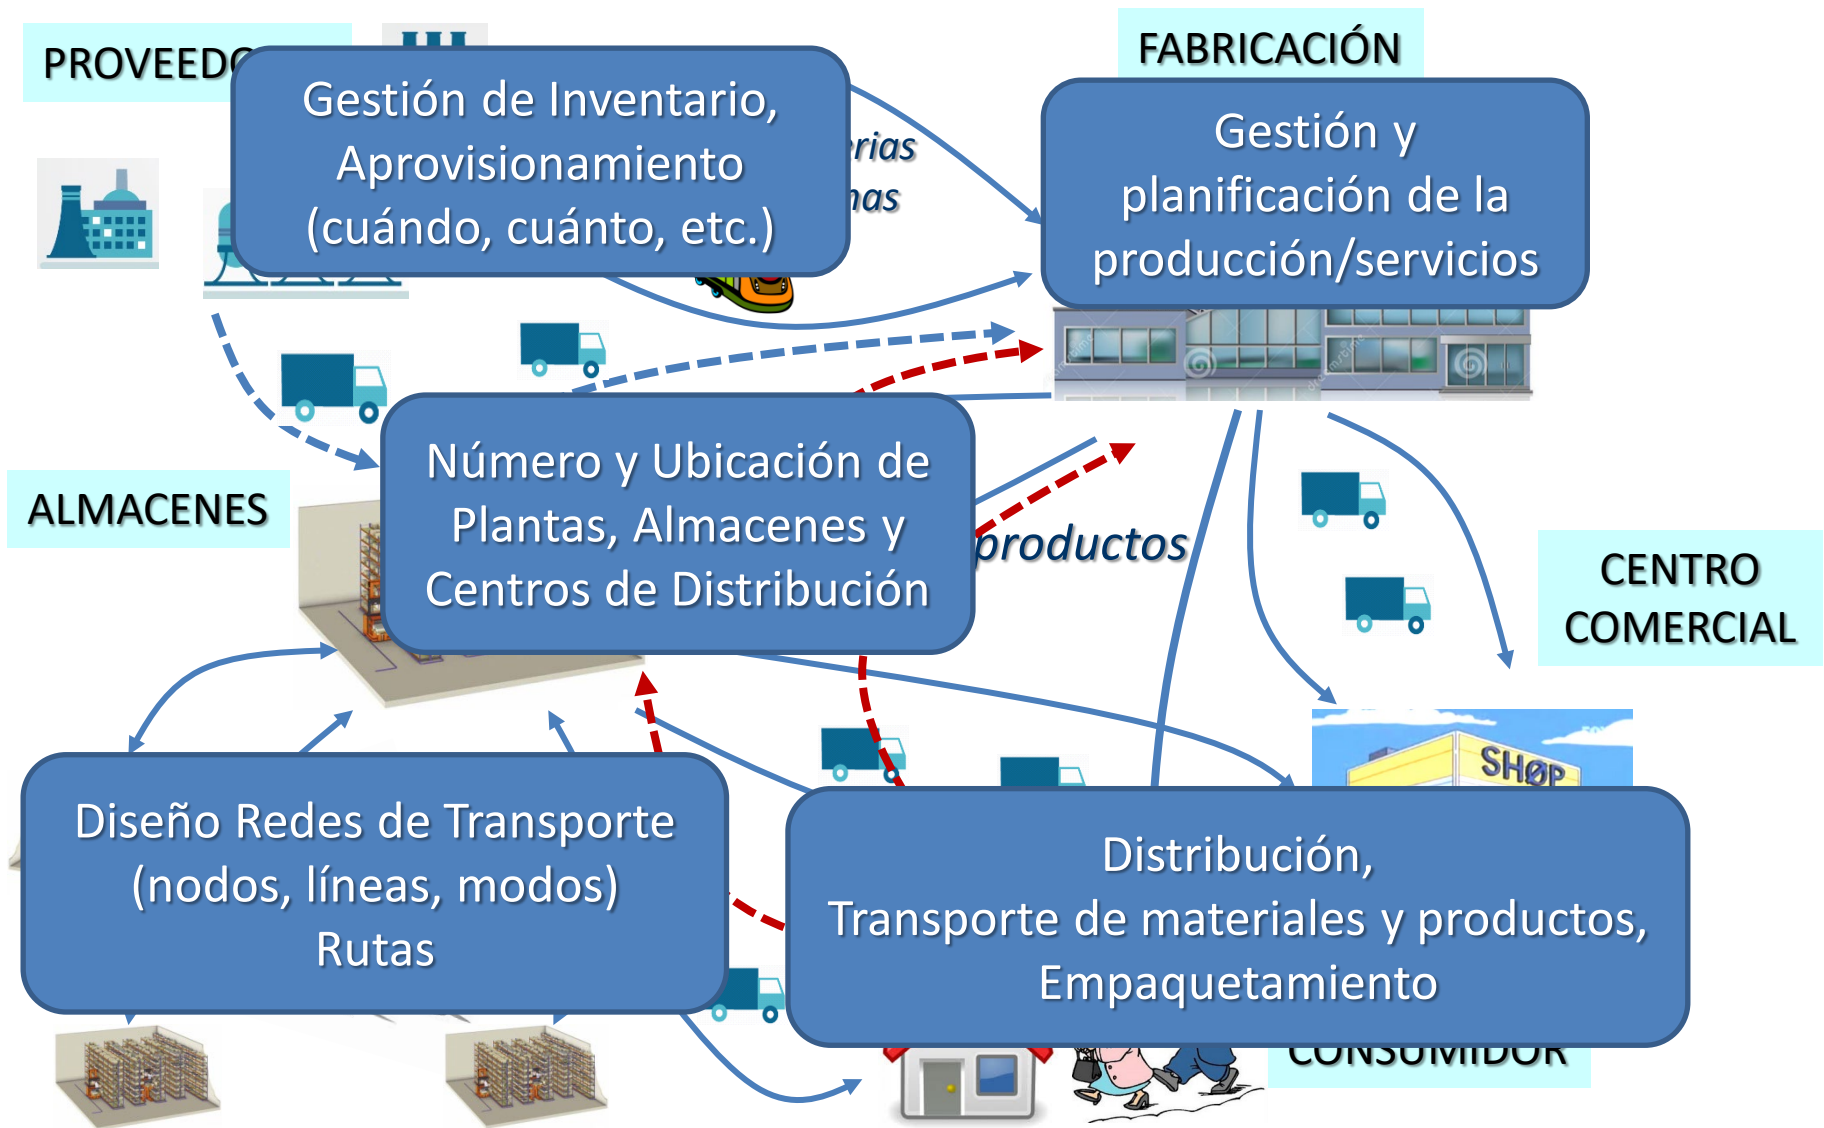 PROVEEDO
Gestión de Inventario,
Aprovisionamiento
(cuándo, cuánto, etc.)
erias
nas
FABRICACIÓN
Gestión y
planificación de la
producción/servicios
ALMACENES
Número y Ubicación de
Plantas, Almacenes y
Centros de Distribución
productos
CENTRO
COMERCIAL
SHOP
Diseño Redes de Transporte
(nodos, líneas, modos)
Rutas
Distribución,
Transporte de materiales y productos,
Empaquetamiento
CONSUMIDOR